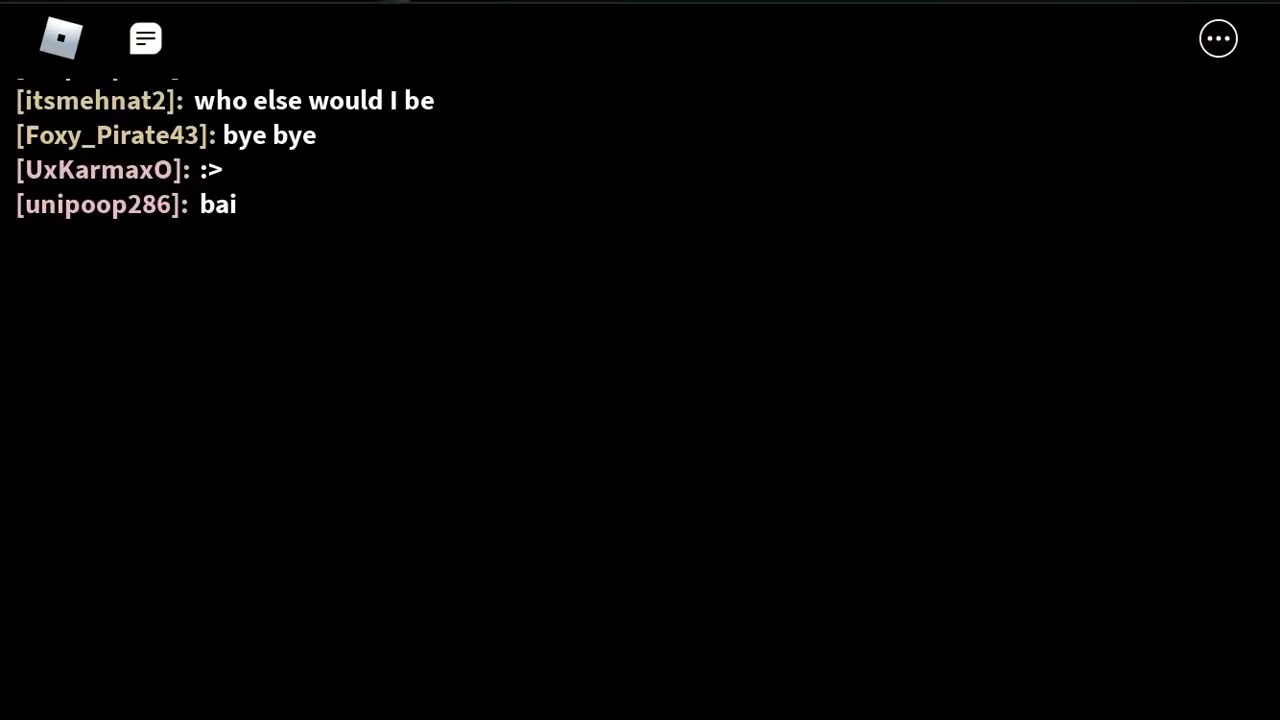 [itsmehnat2]: who else would I be
[Foxy_Pirate43]: bye bye
[UxKarmaxO]: :>
[unipoop286]: bai